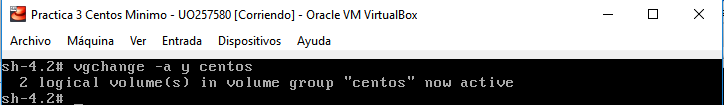 Practica 3 Centos Minimo - UO257580 [Corriendo] - Oracle VM VirtualBox
Archivo Máquina Ver Entrada Dispositivos Ayuda
sh-4.2# vgchange -a y centos
  2 logical volume(s) in volume group "centos" now active
sh-4.2# _